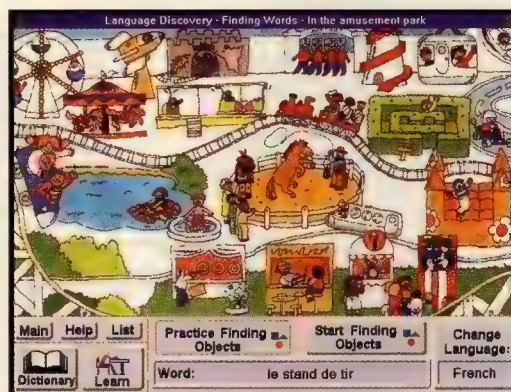 Language Discovery - Finding Words - In the amusement park
Main Help List
Practice Finding Objects
Start Finding Objects
Change Language:
Dictionary Learn
Word: le stand de tir
French